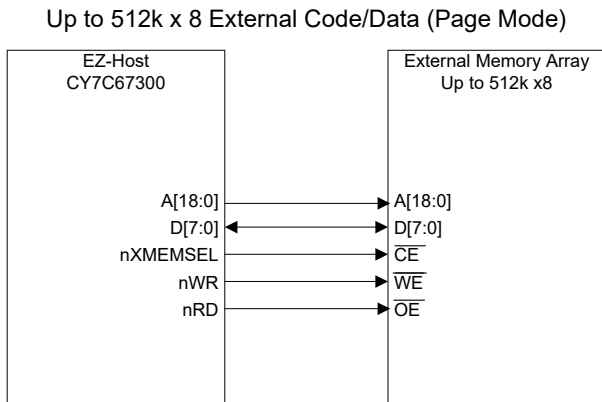 Up to 512k x 8 External Code/Data (Page Mode)
EZ-Host
CY7C67300
External Memory Array
Up to 512k x8
A[18:0]
A[18:0]
D[7:0]
D[7:0]
nXMEMSEL
CE
nWR
WE
nRD
OE